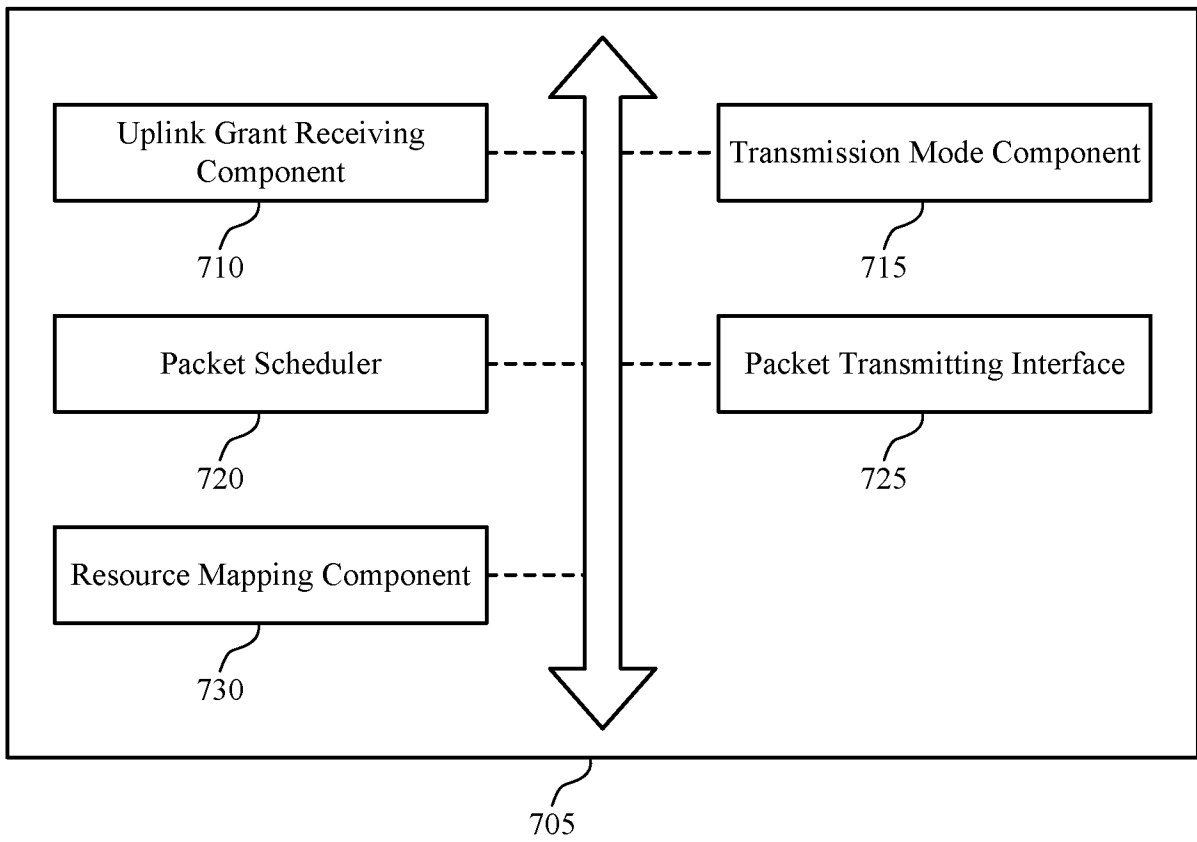 Uplink Grant Receiving
Component
710
Transmission Mode Component
715
Packet Scheduler
720
Packet Transmitting Interface
725
Resource Mapping Component
730
705